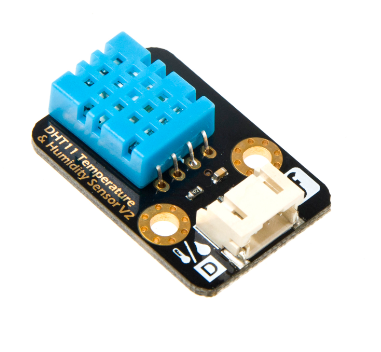 DHT11 Temperature
& Humidity Sensor V2
D